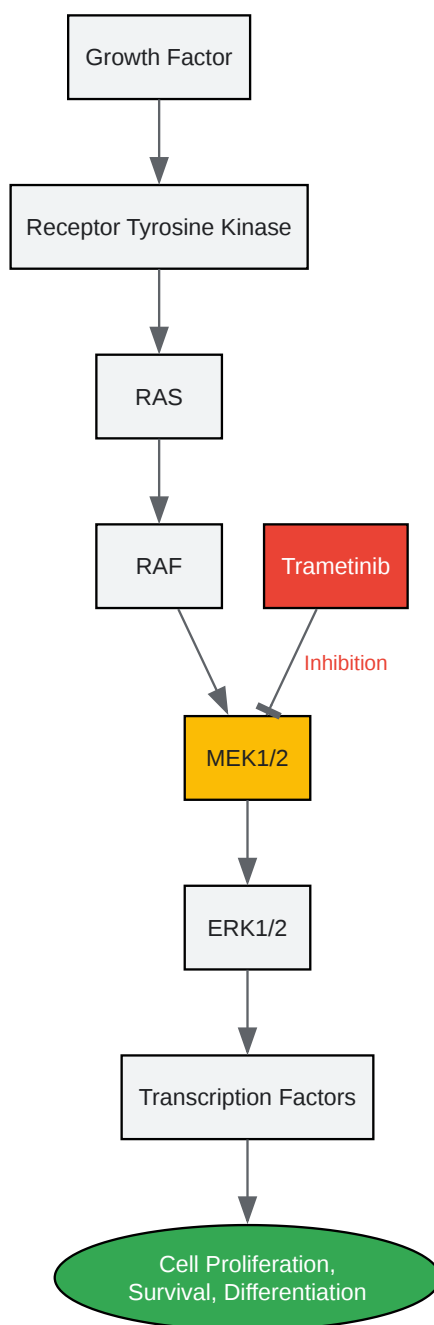 Growth Factor
Receptor Tyrosine Kinase
RAS
RAF
Trametinib
Inhibition
MEK1/2
ERK1/2
Transcription Factors
Cell Proliferation,
Survival, Differentiation